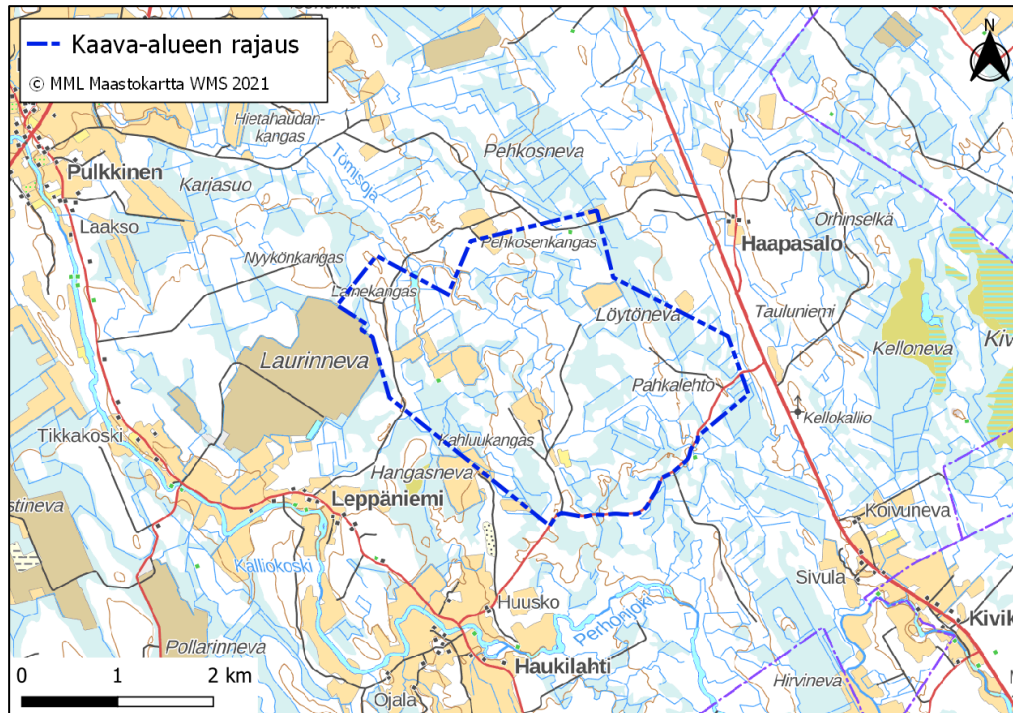 Kaava-alueen rajaus
© MML Maastokartta WMS 2021
N
Hietahaudan-
kangas
Pulkkinen
Karjasuo
Tömisoja
Pehkosneva
Laakso
Nyykönkangas
Pehkosenkangas
Haapasalo
Orhinselkä
Lamekangas
Löytöneva
Tauluniemi
Laurinneva
Kelloneva
Kiv
Pahkalehto
Kellokallio
Tikkakoski
Kahluukangas
Hangasneva
Leppäniemi
stineva
Koivuneva
Kalliokoski
Sivula
Huusko
Perhonjoki
Kivik
Pollarinneva
Haukilahti
Hirvineva
Ojala
0 1 2 km